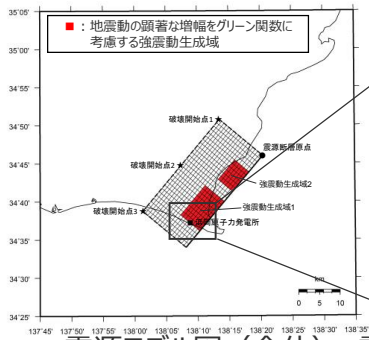 35°05'
■：地震動の顕著な増幅をグリーン関数に
考慮する強震動生成域
35°00'
34°55'
破壊開始点1
震源断層原点
34°50'
破壊開始点2
34°45'
強震動生成域2
破壊開始点3
34°40'
強震動生成域1
浜岡原子力発電所
34°35'
34°30'
km
0 5 10
34°25'
137°45' 137°50' 137°55' 138°00' 138°05' 138°10' 138°15' 138°20' 138°25' 138°30'
震源モデル図（全体）